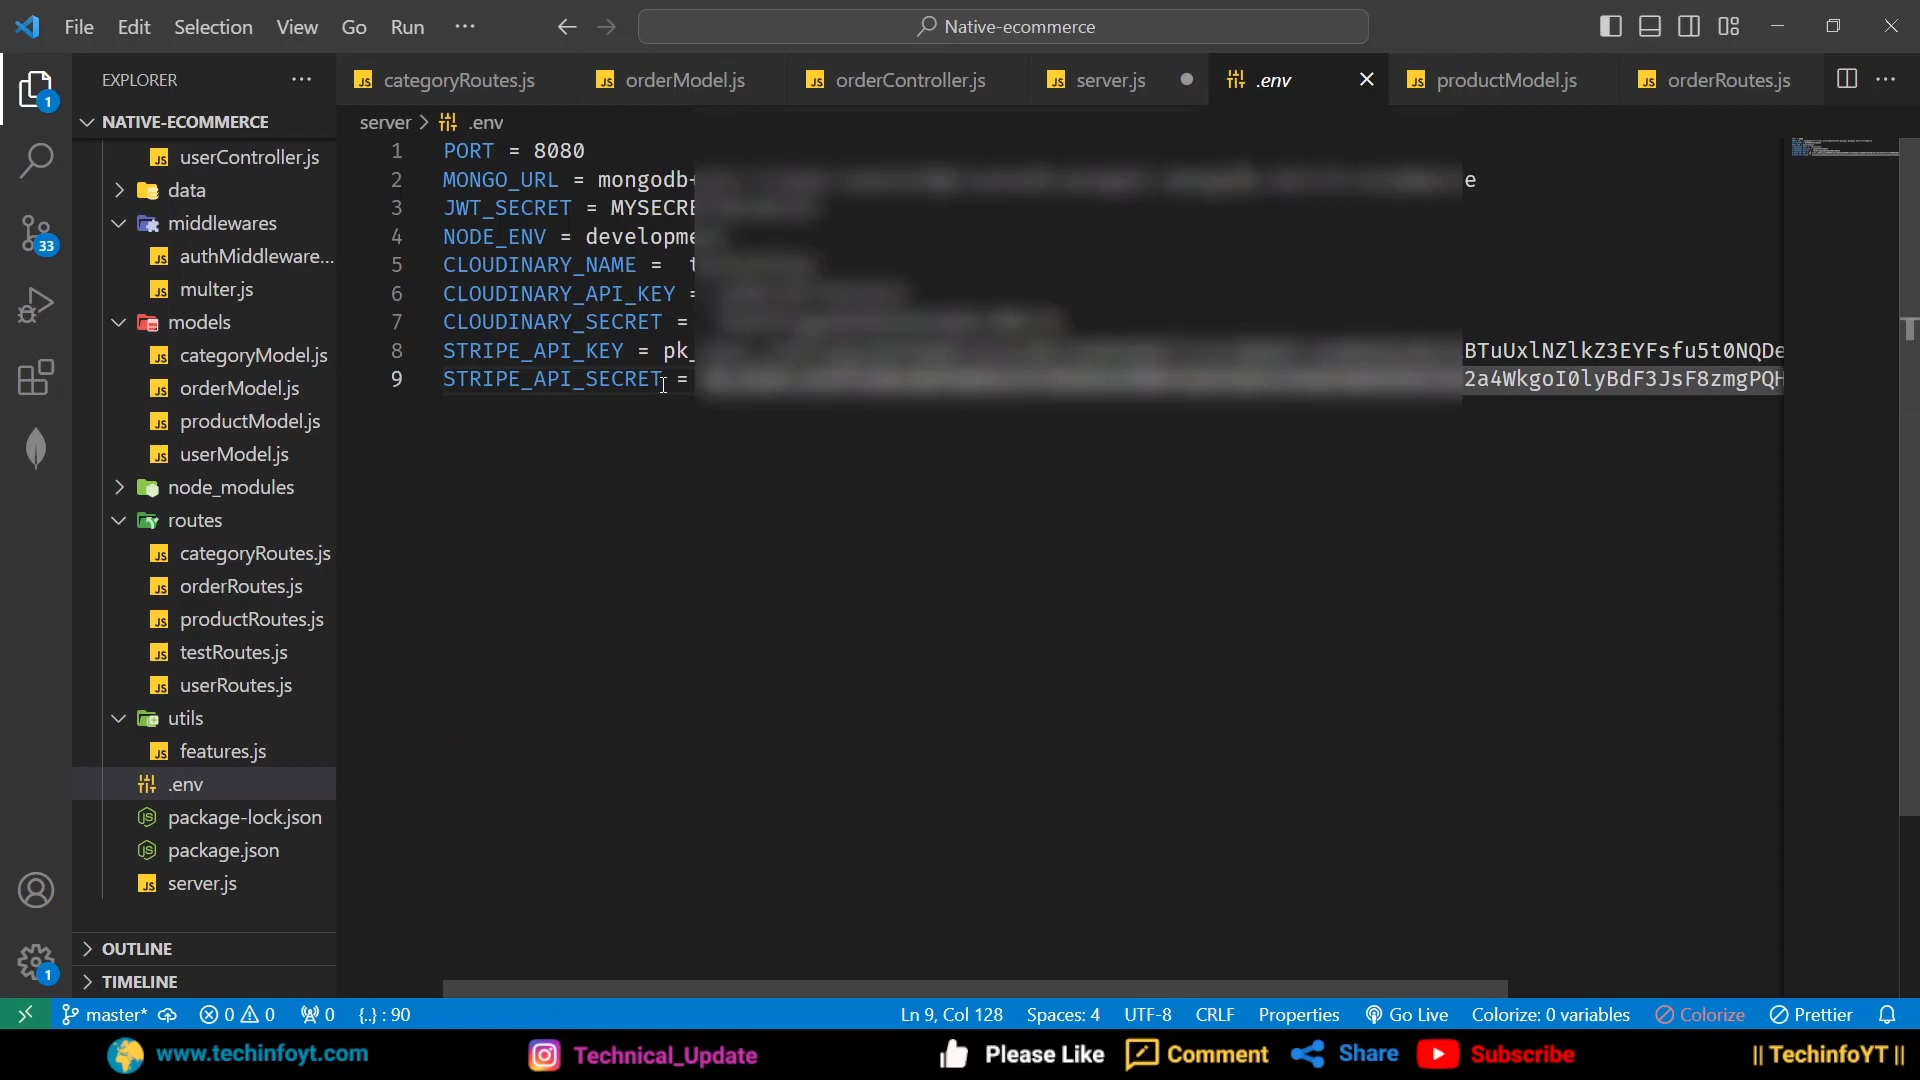 File Edit Selection View Go Run ··· Native-ecommerce
EXPLORER ···
categoryRoutes.js orderModel.js orderController.js server.js .env productModel.js orderRoutes.js
NATIVE-ECOMMERCE
userController.js
data
middlewares
authMiddleware...
multer.js
models
categoryModel.js
orderModel.js
productModel.js
userModel.js
node_modules
routes
categoryRoutes.js
orderRoutes.js
productRoutes.js
testRoutes.js
userRoutes.js
utils
features.js
.env
package-lock.json
package.json
server.js
OUTLINE
TIMELINE
1
33
1
server > .env
1 PORT = 8080
2 MONGO_URL = mongodb+ e
3 JWT_SECRET = MYSECRE
4 NODE_ENV = developme
5 CLOUDINARY_NAME = t
6 CLOUDINARY_API_KEY =
7 CLOUDINARY_SECRET =
8 STRIPE_API_KEY = pk_ BTuUxlNZlkZ3EYFsfu5t0NQDe
9 STRIPE_API_SECRET = 2a4WkgoI0lyBdF3JsF8zmgPQH
master* 0 0 0 {..} : 90 Ln 9, Col 128 Spaces: 4 UTF-8 CRLF Properties Go Live Colorize: 0 variables Colorize Prettier
www.techinfoyt.com Technical_Update Please Like Comment Share Subscribe || TechinfoYT ||